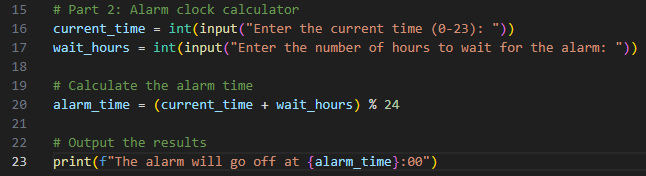 15 # Part 2: Alarm clock calculator
16 current_time = int(input("Enter the current time (0-23): "))
17 wait_hours = int(input("Enter the number of hours to wait for the alarm: "))
18
19 # Calculate the alarm time
20 alarm_time = (current_time + wait_hours) % 24
21
22 # Output the results
23 print(f"The alarm will go off at {alarm_time}:00")